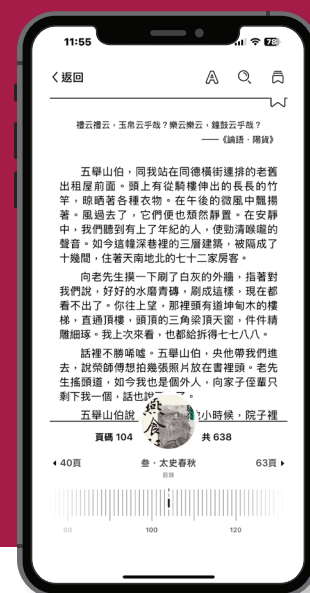 11:55
78
返回
禮云禮云，玉帛云乎哉？樂云樂云，鐘鼓云乎哉？
——《論語．陽貨》
五舉山伯，同我站在同德橫街連排的老舊
出租屋前面。頭上有從騎樓伸出的長長的竹
竿，晾晒著各種衣物。在午後的微風中飄揚
著。風過去了，它們便也頹然靜置。在安靜
中，我們聽到有上了年紀的人，使勁清喉嚨的
聲音。如今這幢深巷裡的三層建築，被隔成了
十幾間，住著天南地北的七十二家房客。
向老先生摸一下刷了白灰的外牆，指著對
我們說，好好的水磨青磚，刷成這樣，現在都
看不出了。你往上望，那裡頭有道坤甸木的樓
梯，直通頂樓，頭頂的三角梁頂天窗，件件精
雕細琢。我上次來看，也都給拆得七七八八。
話裡不勝唏噓。五舉山伯，央他帶我們進
去，說榮師傅想拍幾張照片放在書裡頭。老先
生搖頭道，如今我也是個外人，向家子侄輩只
剩下我一個，話也說
五舉山伯說 小時候，院子裡
燕食
頁碼 104 共 638
40頁 叁．太史春秋 63頁
目錄
90 100 120